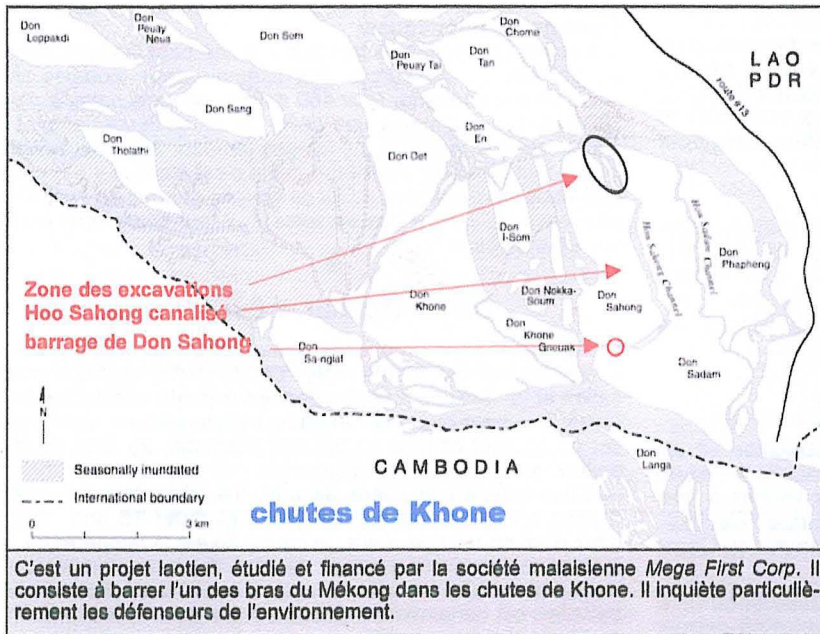 Don
Loppakdi
Don
Peuay
Neua
Don Som
Don
Peuay Tai
Don
Tan
Don
Chome
LAO
PDR
route #13
Don Sang
Don
Tholathi
Don Det
Don
En
Don
I-Som
Hoo Sahong Channel
Hoo Sadam Channel
Don
Phapheng
Zone des excavations
Hoo Sahong canalisé
barrage de Don Sahong
Don
Khone
Don Nokka-
Soum
Don
Sahong
Don
Khone
Gneuak
Don
Sa-ngiat
Don
Sadam
N
Seasonally inundated
International boundary
0 3 km
CAMBODIA
Don
Langa
chutes de Khone
C'est un projet laotien, étudié et financé par la société malaisienne Mega First Corp. Il
consiste à barrer l'un des bras du Mékong dans les chutes de Khone. Il inquiète particuliè-
rement les défenseurs de l'environnement.